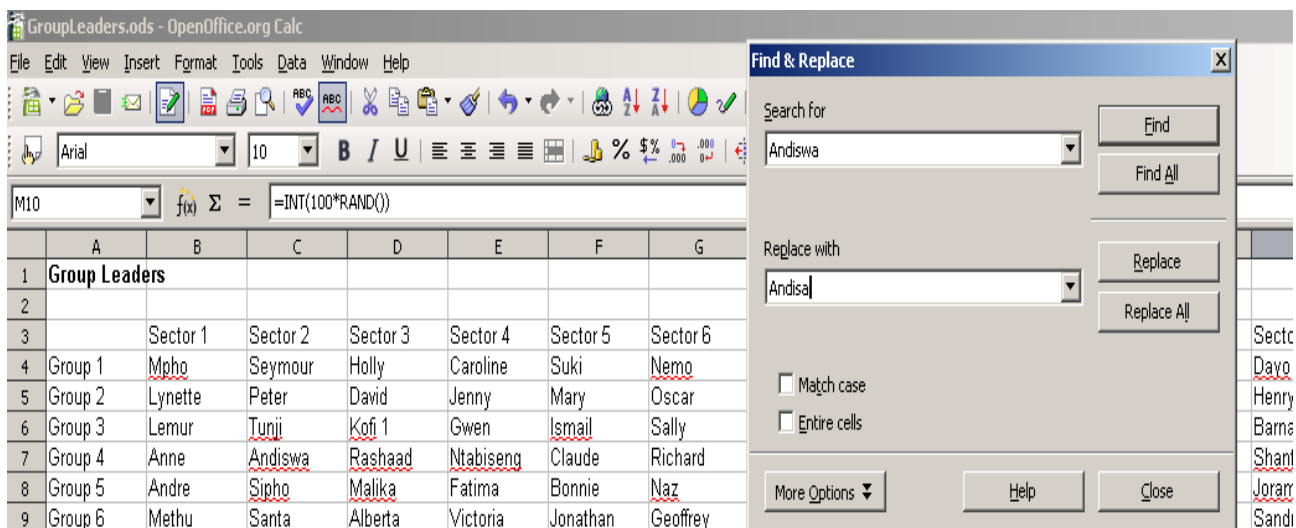 GroupLeaders.ods - OpenOffice.org Calc
File Edit View Insert Format Tools Data Window Help
Arial 10 B I U
M10 f(x) Σ = =INT(100*RAND())
A B C D E F G
1 Group Leaders
2
3 Sector 1 Sector 2 Sector 3 Sector 4 Sector 5 Sector 6
4 Group 1 Mpho Seymour Holly Caroline Suki Nemo Dayo
5 Group 2 Lynette Peter David Jenny Mary Oscar Henry
6 Group 3 Lemur Tunji Kofi 1 Gwen Ismail Sally
7 Group 4 Anne Andiswa Rashaad Ntabiseng Claude Richard
8 Group 5 Andre Sipho Malika Fatima Bonnie Naz
9 Group 6 Methu Santa Alberta Victoria Jonathan Geoffrey
Find & Replace
Search for
Andiswa
Find
Find All
Replace with
Andisa
Replace
Replace All
Match case
Entire cells
More Options
Help
Close